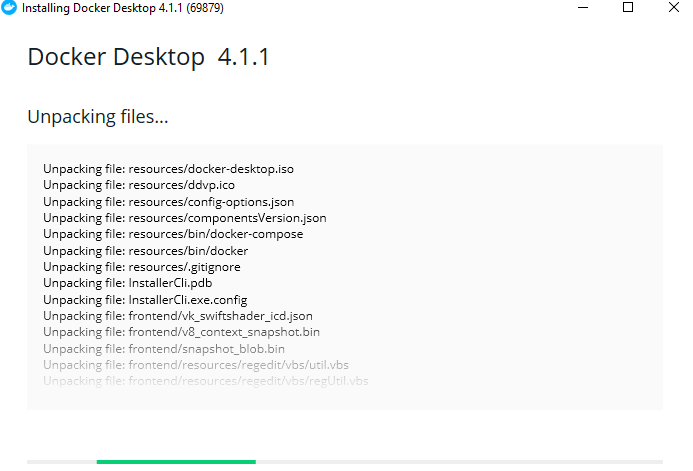 Installing Docker Desktop 4.1.1 (69879)
Docker Desktop 4.1.1
Unpacking files...
Unpacking file: resources/docker-desktop.iso
Unpacking file: resources/ddvp.ico
Unpacking file: resources/config-options.json
Unpacking file: resources/componentsVersion.json
Unpacking file: resources/bin/docker-compose
Unpacking file: resources/bin/docker
Unpacking file: resources/.gitignore
Unpacking file: InstallerCli.pdb
Unpacking file: InstallerCli.exe.config
Unpacking file: frontend/vk_swiftshader_icd.json
Unpacking file: frontend/v8_context_snapshot.bin
Unpacking file: frontend/snapshot_blob.bin
Unpacking file: frontend/resources/regedit/vbs/util.vbs
Unpacking file: frontend/resources/regedit/vbs/regUtil.vbs